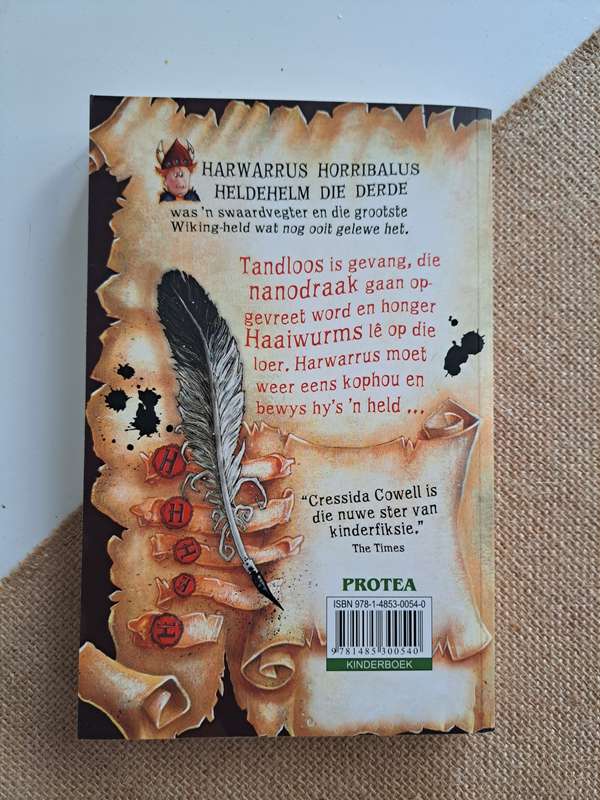 HARWARRUS HORRIBALUS
HELDEHELM DIE DERDE
was 'n swaardvegter en die grootste
Wiking-held wat nog ooit gelewe het.
Tandloos is gevang, die
nanodraak gaan op-
gevreet word en honger
Haaiwurms lê op die
loer. Harwarrus moet
weer eens kophou en
bewys hy's 'n held ...
H
H
H
H
H
"Cressida Cowell is
die nuwe ster van
kinderfiksie."
The Times
PROTEA
ISBN 978-1-4853-0054-0
9 781485 300540
KINDERBOEK